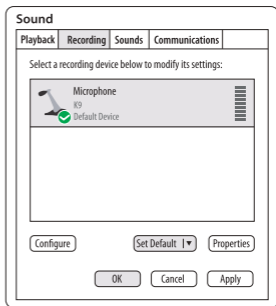 Sound
Playback Recording Sounds Communications
Select a recording device below to modify its settings:
Microphone
K9
Default Device
Configure Set Default Properties
OK Cancel Apply